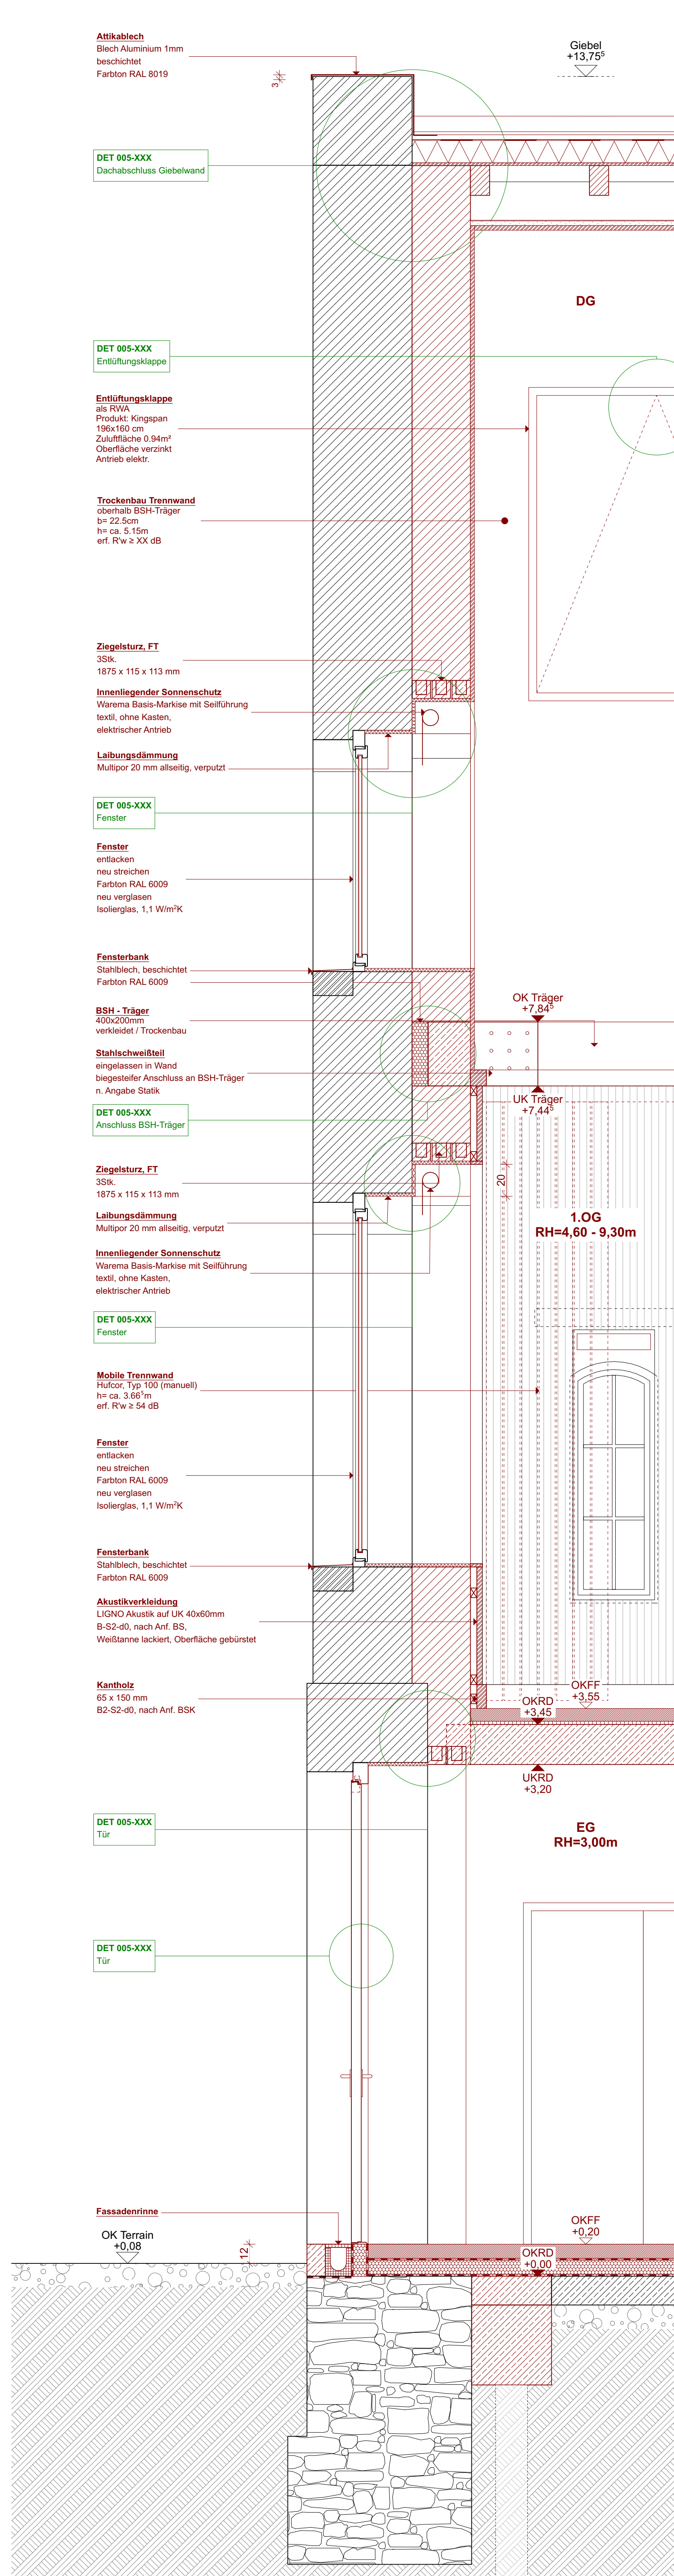 Attikablech
Blech Aluminium 1mm
beschichtet
Farbton RAL 8019
3
Giebel
+13,75⁵
DET 005-XXX
Dachabschluss Giebelwand
DG
DET 005-XXX
Entlüftungsklappe
Entlüftungsklappe
als RWA
Produkt: Kingspan
196x160 cm
Zuluftfläche 0.94m²
Oberfläche verzinkt
Antrieb elektr.
Trockenbau Trennwand
oberhalb BSH-Träger
b= 22.5cm
h= ca. 5.15m
erf. R'w ≥ XX dB
Ziegelsturz, FT
3Stk.
1875 x 115 x 113 mm
Innenliegender Sonnenschutz
Warema Basis-Markise mit Seilführung
textil, ohne Kasten,
elektrischer Antrieb
Laibungsdämmung
Multipor 20 mm allseitig, verputzt
DET 005-XXX
Fenster
Fenster
entlacken
neu streichen
Farbton RAL 6009
neu verglasen
Isolierglas, 1,1 W/m²K
Fensterbank
Stahlblech, beschichtet
Farbton RAL 6009
OK Träger
+7,84⁵
BSH - Träger
400x200mm
verkleidet / Trockenbau
Stahlschweißteil
eingelassen in Wand
biegesteifer Anschluss an BSH-Träger
n. Angabe Statik
UK Träger
+7,44⁵
DET 005-XXX
Anschluss BSH-Träger
Ziegelsturz, FT
3Stk.
1875 x 115 x 113 mm
20
Laibungsdämmung
Multipor 20 mm allseitig, verputzt
1.OG
RH=4,60 - 9,30m
Innenliegender Sonnenschutz
Warema Basis-Markise mit Seilführung
textil, ohne Kasten,
elektrischer Antrieb
DET 005-XXX
Fenster
Mobile Trennwand
Hufcor, Typ 100 (manuell)
h= ca. 3.66⁵m
erf. R'w ≥ 54 dB
Fenster
entlacken
neu streichen
Farbton RAL 6009
neu verglasen
Isolierglas, 1,1 W/m²K
Fensterbank
Stahlblech, beschichtet
Farbton RAL 6009
Akustikverkleidung
LIGNO Akustik auf UK 40x60mm
B-S2-d0, nach Anf. BS,
Weißtanne lackiert, Oberfläche gebürstet
Kantholz
65 x 150 mm
B2-S2-d0, nach Anf. BSK
OKFF
+3,55
OKRD
+3,45
UKRD
+3,20
DET 005-XXX
Tür
EG
RH=3,00m
DET 005-XXX
Tür
Fassadenrinne
OK Terrain
+0,08
12
OKFF
+0,20
OKRD
+0,00